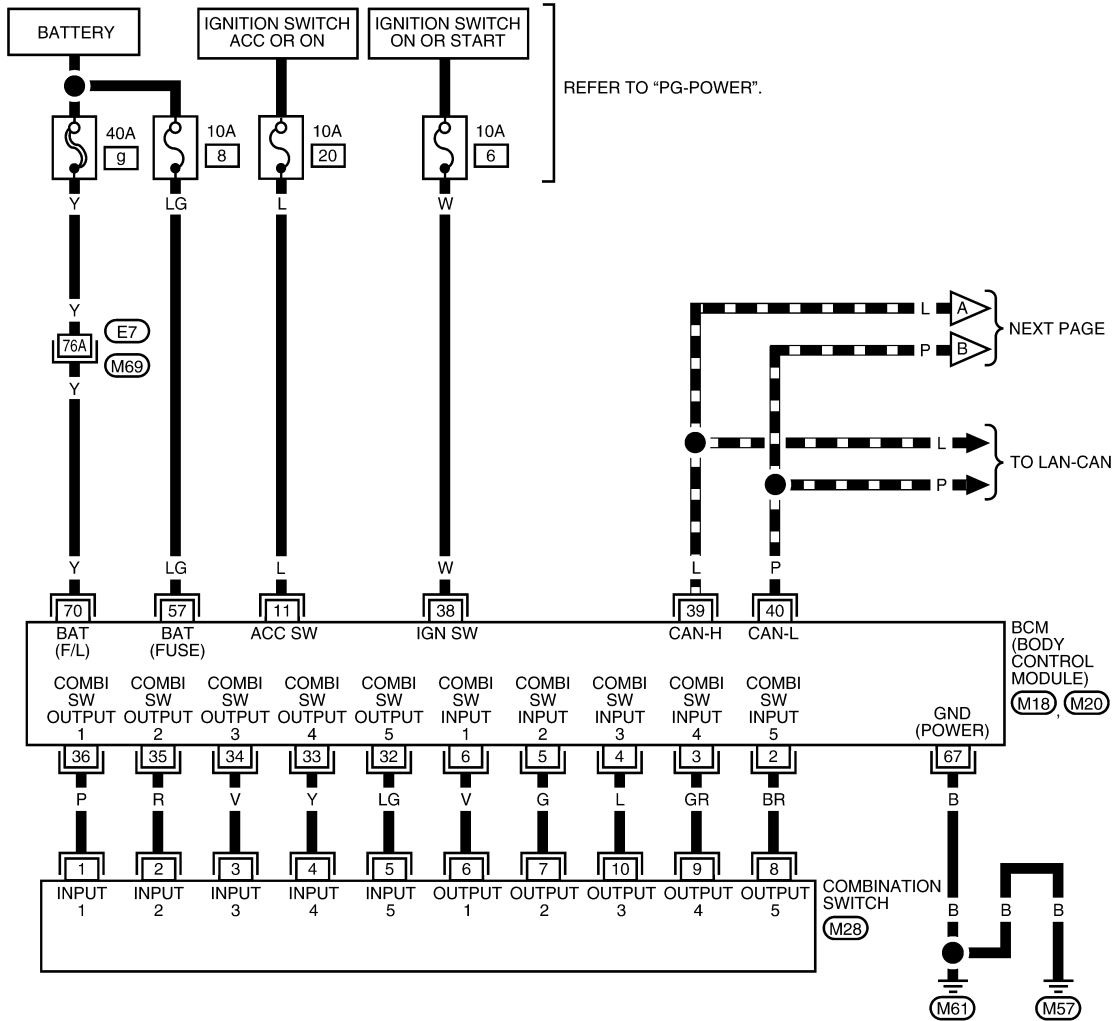 BATTERY
IGNITION SWITCH
ACC OR ON
IGNITION SWITCH
ON OR START
REFER TO “PG-POWER”.
40A
g
10A
8
10A
20
10A
6
Y
LG
L
W
Y
76A
E7
M69
Y
L
A
P
B
NEXT PAGE
L
P
TO LAN-CAN
Y
LG
L
W
L
P
70
57
11
38
39
40
BAT
(F/L)
BAT
(FUSE)
ACC SW
IGN SW
CAN-H
CAN-L
BCM
(BODY
CONTROL
MODULE)
M18 , M20
COMBI
SW
OUTPUT
1
COMBI
SW
OUTPUT
2
COMBI
SW
OUTPUT
3
COMBI
SW
OUTPUT
4
COMBI
SW
OUTPUT
5
COMBI
SW
INPUT
1
COMBI
SW
INPUT
2
COMBI
SW
INPUT
3
COMBI
SW
INPUT
4
COMBI
SW
INPUT
5
GND
(POWER)
36
35
34
33
32
6
5
4
3
2
67
P
R
V
Y
LG
V
G
L
GR
BR
B
1
2
3
4
5
6
7
10
9
8
INPUT
1
INPUT
2
INPUT
3
INPUT
4
INPUT
5
OUTPUT
1
OUTPUT
2
OUTPUT
3
OUTPUT
4
OUTPUT
5
COMBINATION
SWITCH
M28
B
B
B
M61
M57